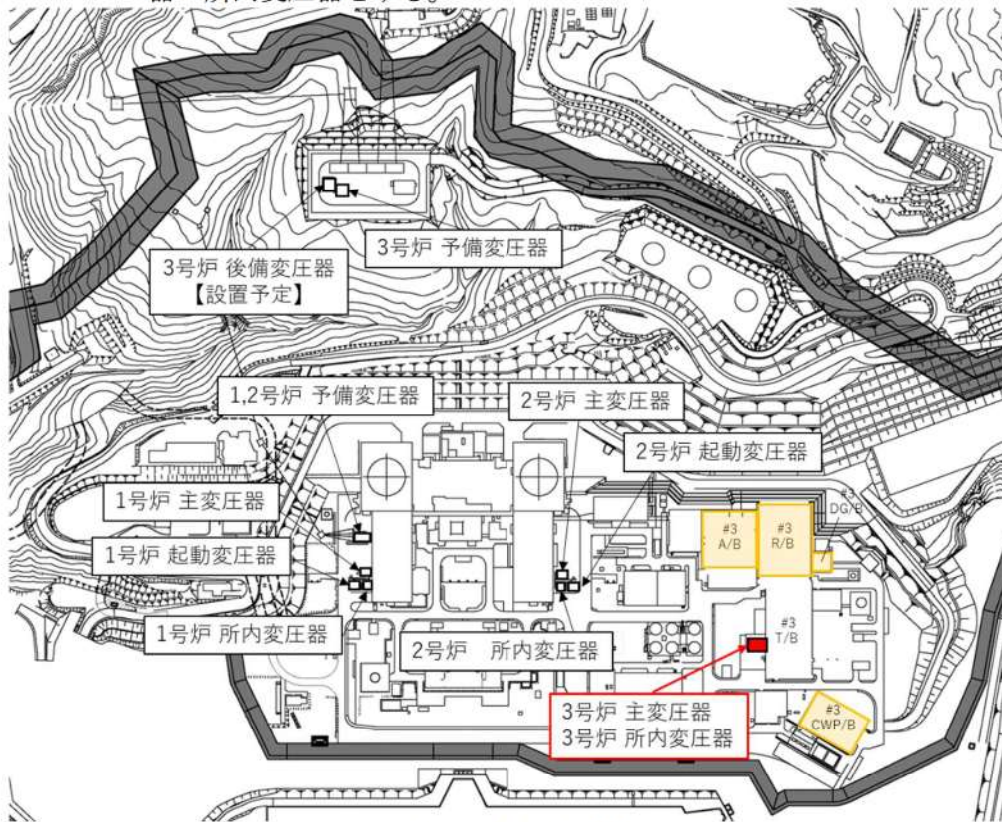 3号炉 予備変圧器
3号炉 後備変圧器
【設置予定】
1,2号炉 予備変圧器
2号炉 主変圧器
2号炉 起動変圧器
1号炉 主変圧器
1号炉 起動変圧器
1号炉 所内変圧器
2号炉 所内変圧器
#3
A/B
#3
R/B
#3
DG/B
#3
T/B
3号炉 主変圧器
3号炉 所内変圧器
#3
CWP/B